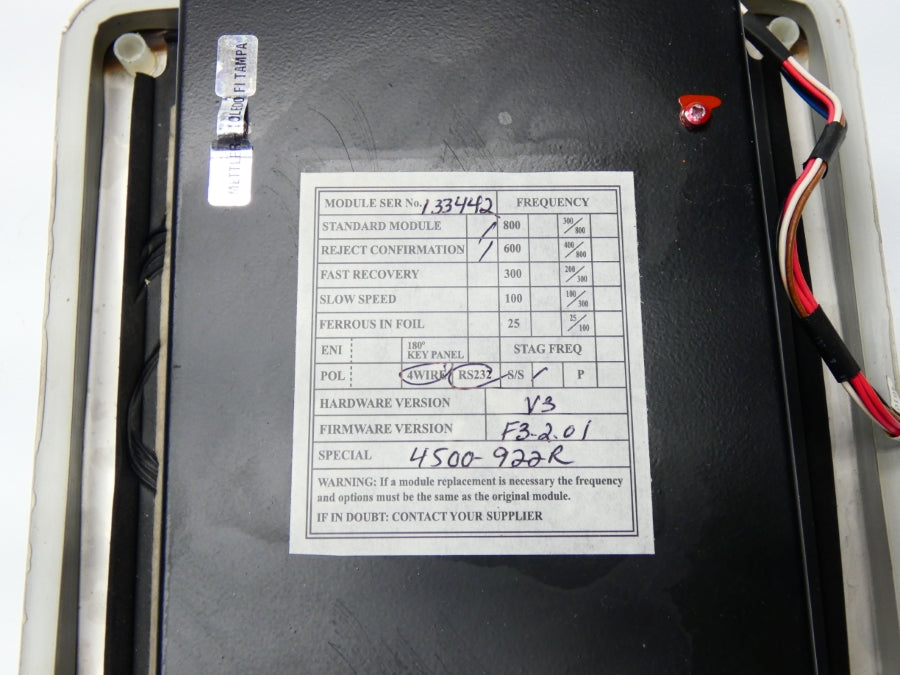 METTLER TOLEDO FI TAMPA
MODULE SER No. 133442 FREQUENCY
STANDARD MODULE / 800 300/800
REJECT CONFIRMATION / 600 400/800
FAST RECOVERY 300 200/300
SLOW SPEED 100 100/300
FERROUS IN FOIL 25 25/100
ENI 180° KEY PANEL STAG FREQ
POL 4WIRE RS232 S/S / P
HARDWARE VERSION V3
FIRMWARE VERSION F3-2.01
SPECIAL 4500-922R
WARNING: If a module replacement is necessary the frequency
and options must be the same as the original module.
IF IN DOUBT: CONTACT YOUR SUPPLIER